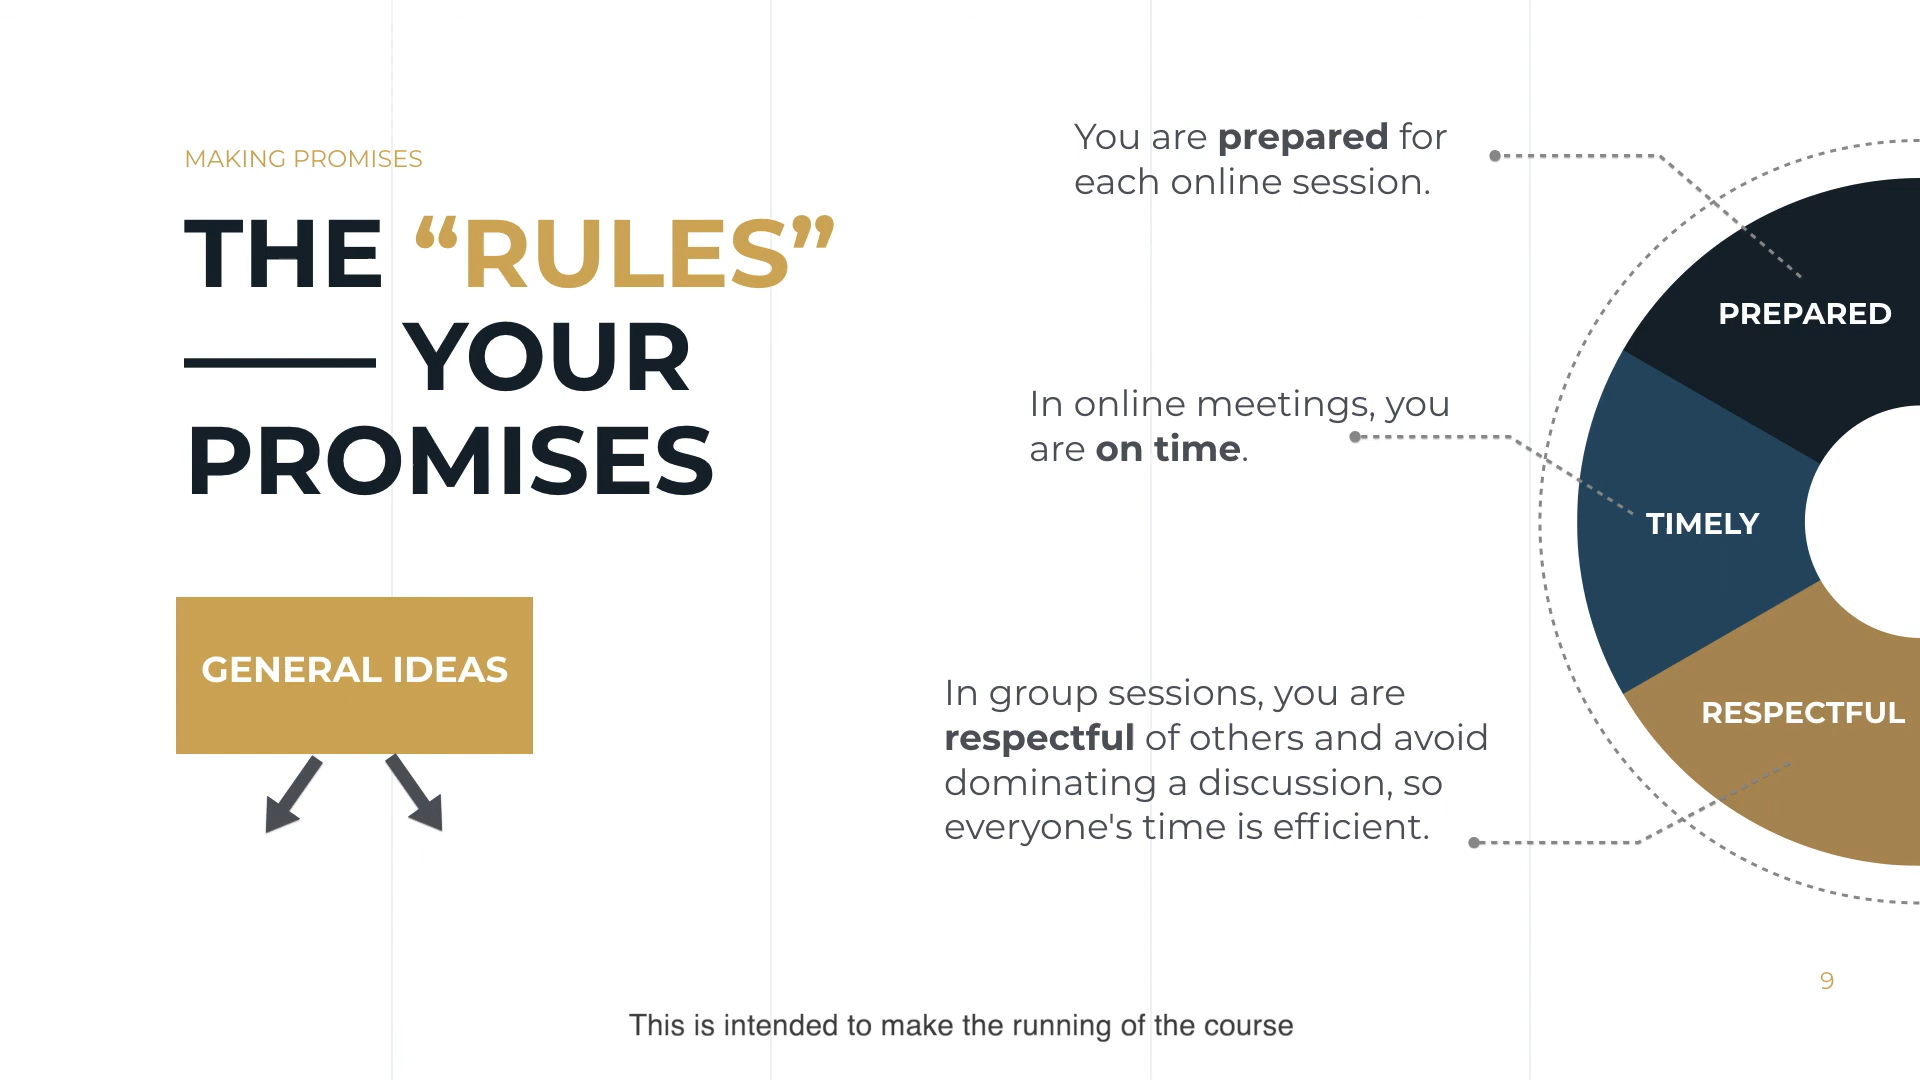 MAKING PROMISES
THE “RULES”
— YOUR
PROMISES
GENERAL IDEAS
You are prepared for
each online session.
In online meetings, you
are on time.
In group sessions, you are
respectful of others and avoid
dominating a discussion, so
everyone's time is efficient.
PREPARED
TIMELY
RESPECTFUL
9
This is intended to make the running of the course